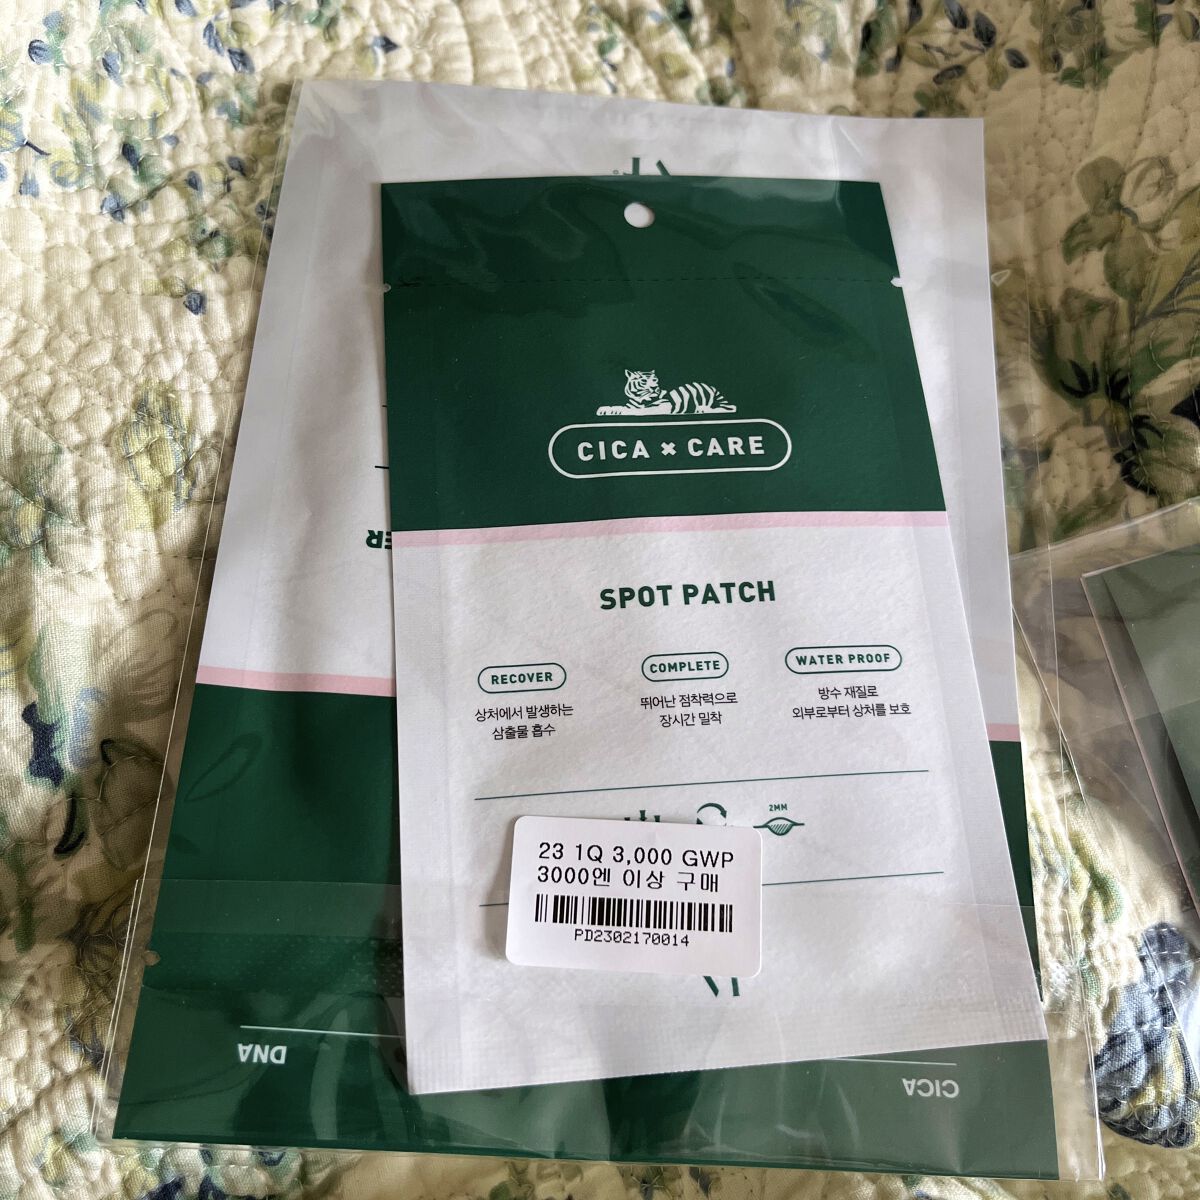 CICA × CARE
SPOT PATCH
RECOVER
상처에서 발생하는
삼출물 흡수
COMPLETE
뛰어난 점착력으로
장시간 밀착
WATER PROOF
방수 재질로
외부로부터 상처를 보호
2MM
23 1Q 3,000 GWP
3000엔 이상 구매
PD2302170014
DNA
CICA